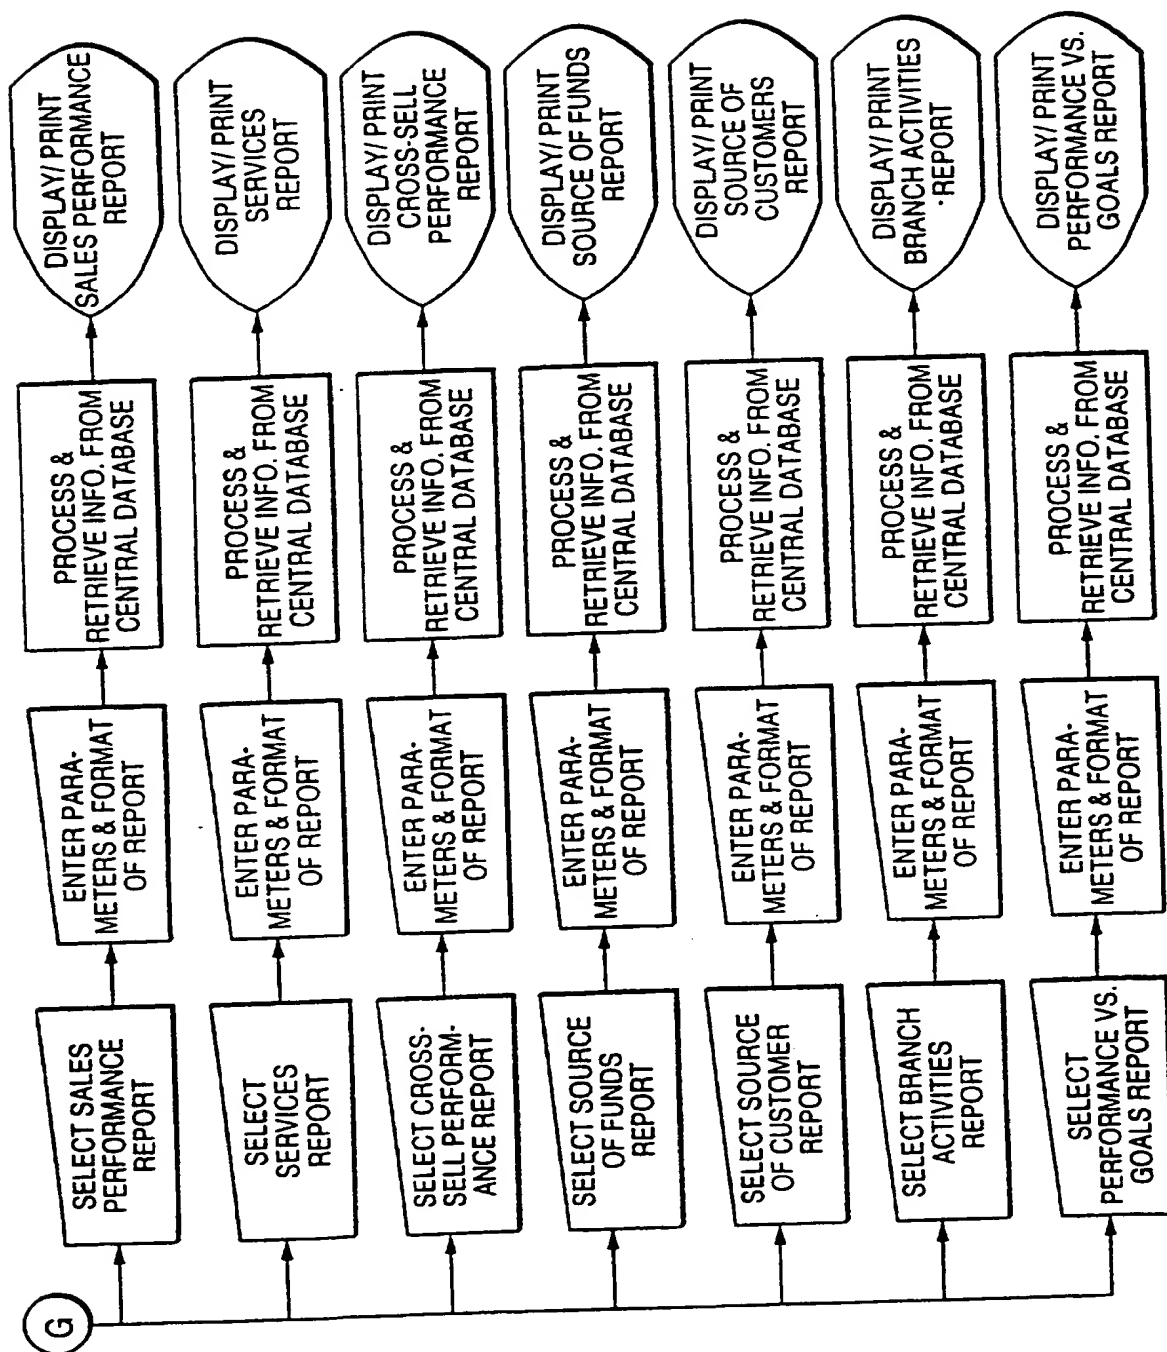 G
SELECT SALES
PERFORMANCE
REPORT
ENTER PARA-
METERS & FORMAT
OF REPORT
PROCESS &
RETRIEVE INFO. FROM
CENTRAL DATABASE
DISPLAY/ PRINT
SALES PERFORMANCE
REPORT
SELECT
SERVICES
REPORT
ENTER PARA-
METERS & FORMAT
OF REPORT
PROCESS &
RETRIEVE INFO. FROM
CENTRAL DATABASE
DISPLAY/ PRINT
SERVICES
REPORT
SELECT CROSS-
SELL PERFORM-
ANCE REPORT
ENTER PARA-
METERS & FORMAT
OF REPORT
PROCESS &
RETRIEVE INFO. FROM
CENTRAL DATABASE
DISPLAY/ PRINT
CROSS-SELL
PERFORMANCE
REPORT
SELECT SOURCE
OF FUNDS
REPORT
ENTER PARA-
METERS & FORMAT
OF REPORT
PROCESS &
RETRIEVE INFO. FROM
CENTRAL DATABASE
DISPLAY/ PRINT
SOURCE OF FUNDS
REPORT
SELECT SOURCE
OF CUSTOMER
REPORT
ENTER PARA-
METERS & FORMAT
OF REPORT
PROCESS &
RETRIEVE INFO. FROM
CENTRAL DATABASE
DISPLAY/ PRINT
SOURCE OF
CUSTOMERS
REPORT
SELECT BRANCH
ACTIVITIES
REPORT
ENTER PARA-
METERS & FORMAT
OF REPORT
PROCESS &
RETRIEVE INFO. FROM
CENTRAL DATABASE
DISPLAY/ PRINT
BRANCH ACTIVITIES
REPORT
SELECT
PERFORMANCE VS.
GOALS REPORT
ENTER PARA-
METERS & FORMAT
OF REPORT
PROCESS &
RETRIEVE INFO. FROM
CENTRAL DATABASE
DISPLAY/ PRINT
PERFORMANCE VS.
GOALS REPORT